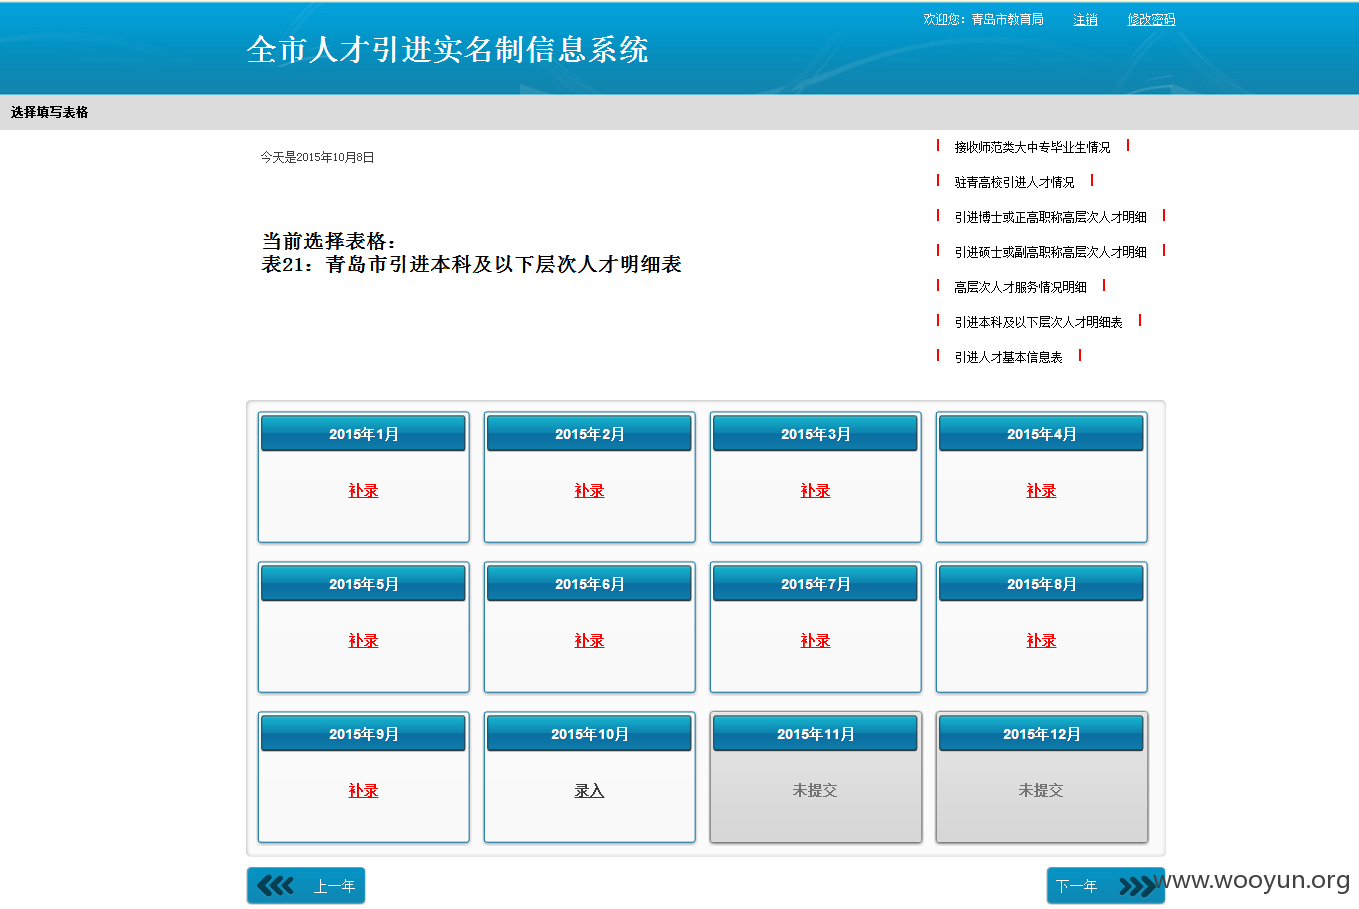 欢迎您：青岛市教育局 注销 修改密码
全市人才引进实名制信息系统
选择填写表格
今天是2015年10月8日
当前选择表格：
表21：青岛市引进本科及以下层次人才明细表
接收师范类大中专毕业生情况
驻青高校引进人才情况
引进博士或正高职称高层次人才明细
引进硕士或副高职称高层次人才明细
高层次人才服务情况明细
引进本科及以下层次人才明细表
引进人才基本信息表
2015年1月 2015年2月 2015年3月 2015年4月
补录 补录 补录 补录
2015年5月 2015年6月 2015年7月 2015年8月
补录 补录 补录 补录
2015年9月 2015年10月 2015年11月 2015年12月
补录 录入 未提交 未提交
上一年 下一年
www.wooyun.org